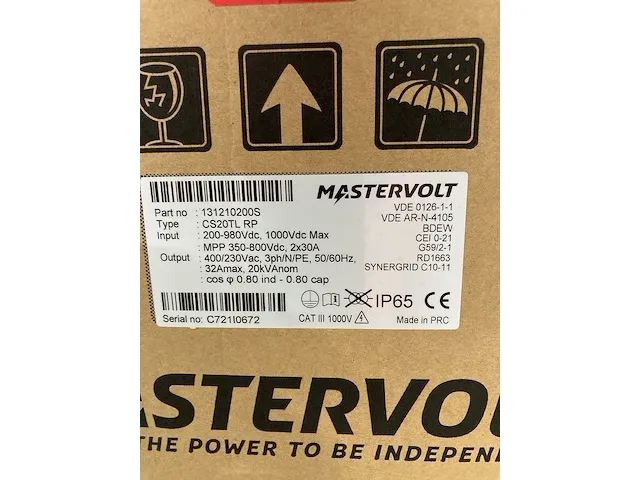 MASTERVOLT
Part no : 131210200S
Type : CS20TL RP
Input : 200-980Vdc, 1000Vdc Max
: MPP 350-800Vdc, 2x30A
Output : 400/230Vac, 3ph/N/PE, 50/60Hz,
: 32Amax, 20kVAnom
: cos φ 0.80 ind - 0.80 cap
VDE 0126-1-1
VDE AR-N-4105
BDEW
CEI 0-21
G59/2-1
RD1663
SYNERGRID C10-11
IP65 CE
Serial no: C721I0672
CAT III 1000V
Made in PRC
ASTERVOL
THE POWER TO BE INDEPEN